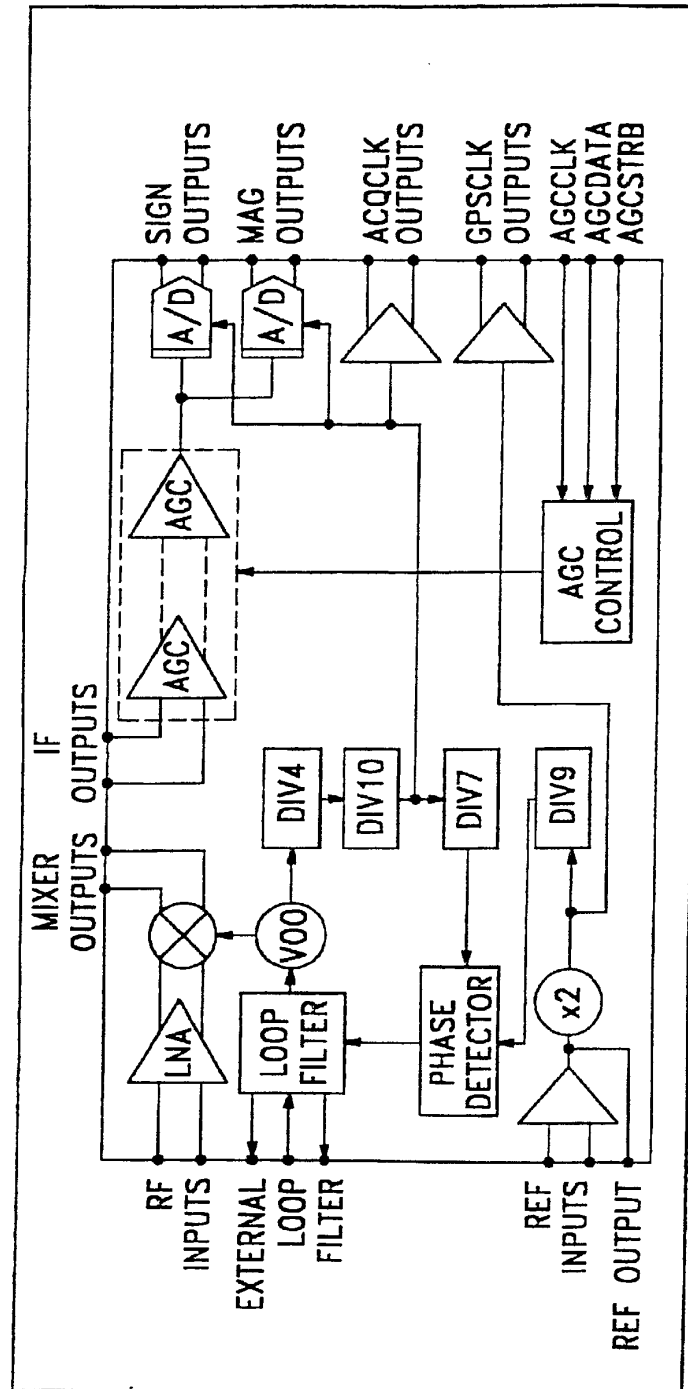 MIXER
OUTPUTS
IF
OUTPUTS
RF
INPUTS
EXTERNAL
LOOP
FILTER
REF
INPUTS
REF OUTPUT
LNA
LOOP
FILTER
VOO
DIV4
DIV10
DIV7
DIV9
PHASE
DETECTOR
x2
AGC
AGC
A/D
A/D
AGC
CONTROL
SIGN
OUTPUTS
MAG
OUTPUTS
ACQCLK
OUTPUTS
GPSCLK
OUTPUTS
AGCCLK
AGCDATA
AGCSTRB